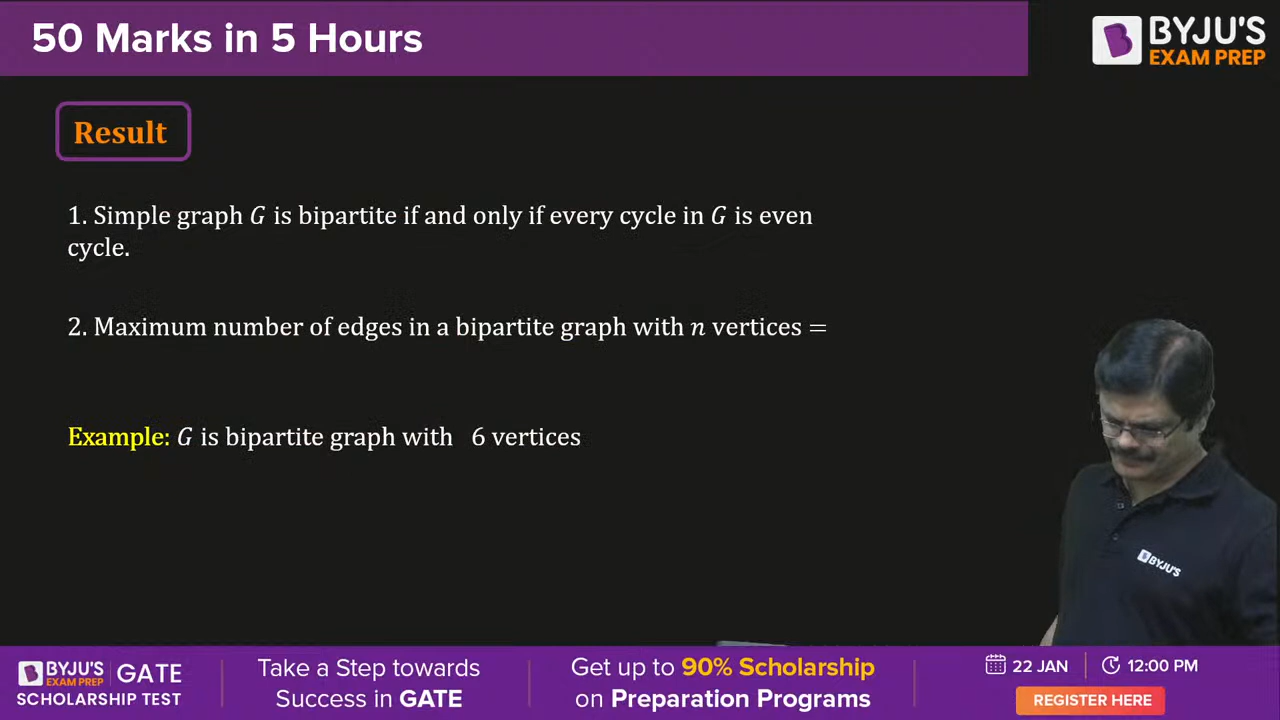 50 Marks in 5 Hours
BYJU'S
EXAM PREP
Result
1. Simple graph G is bipartite if and only if every cycle in G is even
cycle.
2. Maximum number of edges in a bipartite graph with n vertices =
Example: G is bipartite graph with 6 vertices
BYJU'S
BYJU'S
EXAM PREP
GATE
SCHOLARSHIP TEST
Take a Step towards
Success in GATE
Get up to 90% Scholarship
on Preparation Programs
22 JAN
12:00 PM
REGISTER HERE